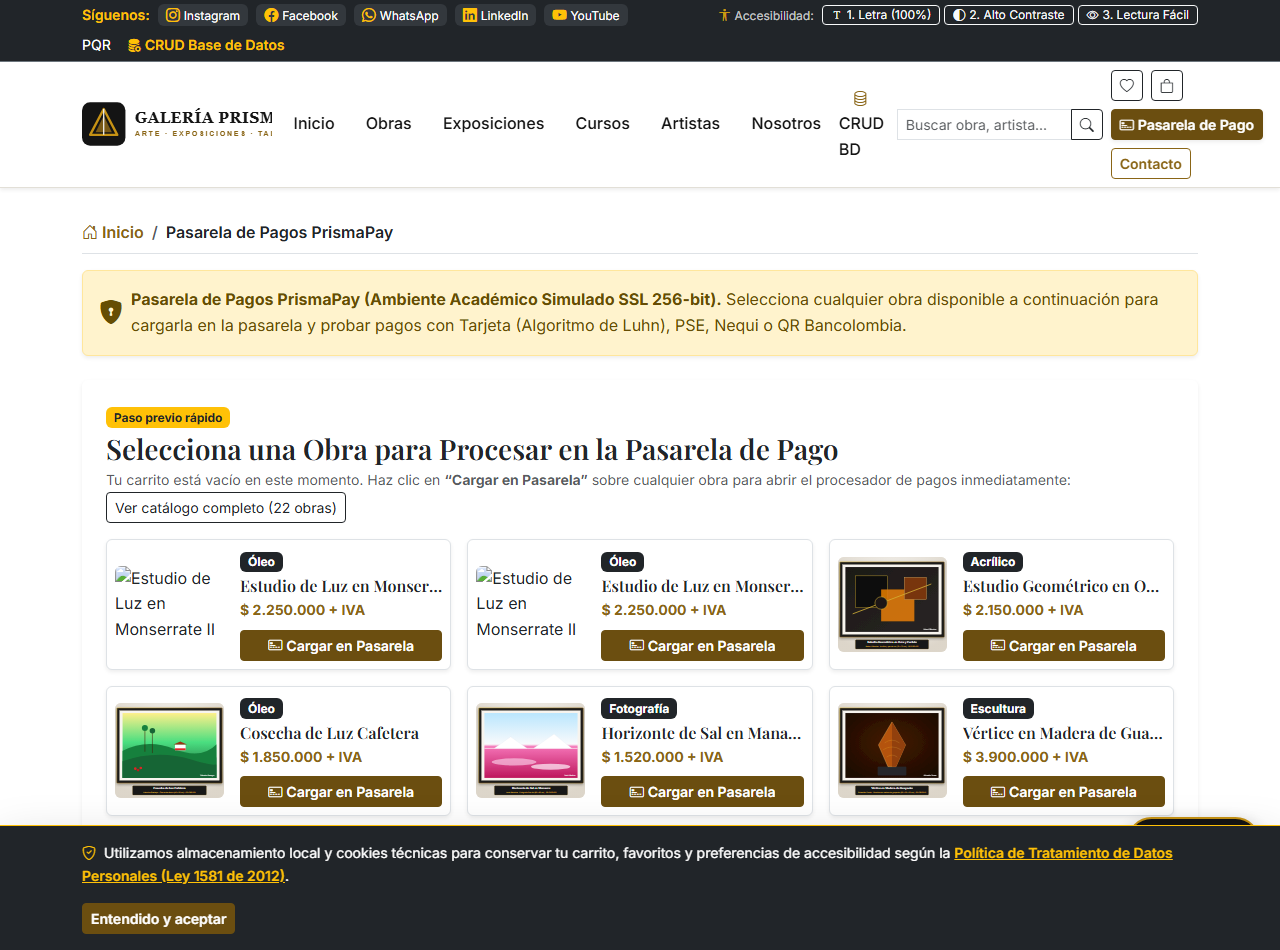 Síguenos: Instagram Facebook WhatsApp LinkedIn YouTube Accesibilidad: 1. Letra (100%) 2. Alto Contraste 3. Lectura Fácil
PQR CRUD Base de Datos
GALERÍA PRISM
ARTE · EXPOSICIONES · TAL
Inicio Obras Exposiciones Cursos Artistas Nosotros CRUD BD
Buscar obra, artista...
Pasarela de Pago
Contacto
Inicio / Pasarela de Pagos PrismaPay
Pasarela de Pagos PrismaPay (Ambiente Académico Simulado SSL 256-bit). Selecciona cualquier obra disponible a continuación para
cargarla en la pasarela y probar pagos con Tarjeta (Algoritmo de Luhn), PSE, Nequi o QR Bancolombia.
Paso previo rápido
Selecciona una Obra para Procesar en la Pasarela de Pago
Tu carrito está vacío en este momento. Haz clic en “Cargar en Pasarela” sobre cualquier obra para abrir el procesador de pagos inmediatamente:
Ver catálogo completo (22 obras)
Estudio de
Luz en
Monserrate II
Óleo
Estudio de Luz en Monser...
$ 2.250.000 + IVA
Cargar en Pasarela
Estudio de
Luz en
Monserrate II
Óleo
Estudio de Luz en Monser...
$ 2.250.000 + IVA
Cargar en Pasarela
Acrílico
Estudio Geométrico en O...
$ 2.150.000 + IVA
Cargar en Pasarela
Óleo
Cosecha de Luz Cafetera
$ 1.850.000 + IVA
Cargar en Pasarela
Fotografía
Horizonte de Sal en Mana...
$ 1.520.000 + IVA
Cargar en Pasarela
Escultura
Vértice en Madera de Gua...
$ 3.900.000 + IVA
Cargar en Pasarela
Utilizamos almacenamiento local y cookies técnicas para conservar tu carrito, favoritos y preferencias de accesibilidad según la Política de Tratamiento de Datos
Personales (Ley 1581 de 2012).
Entendido y aceptar